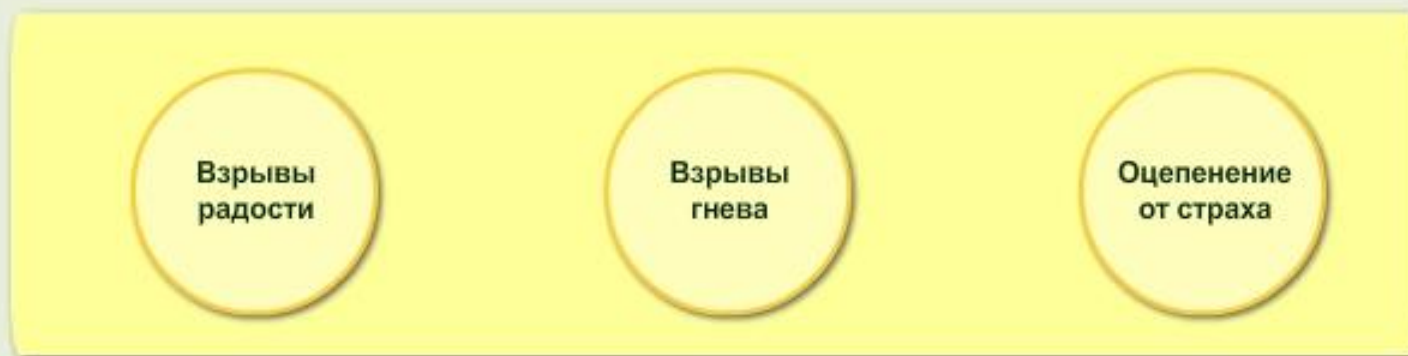 Взрывы
радости
Взрывы
гнева
Оцепенение
от страха